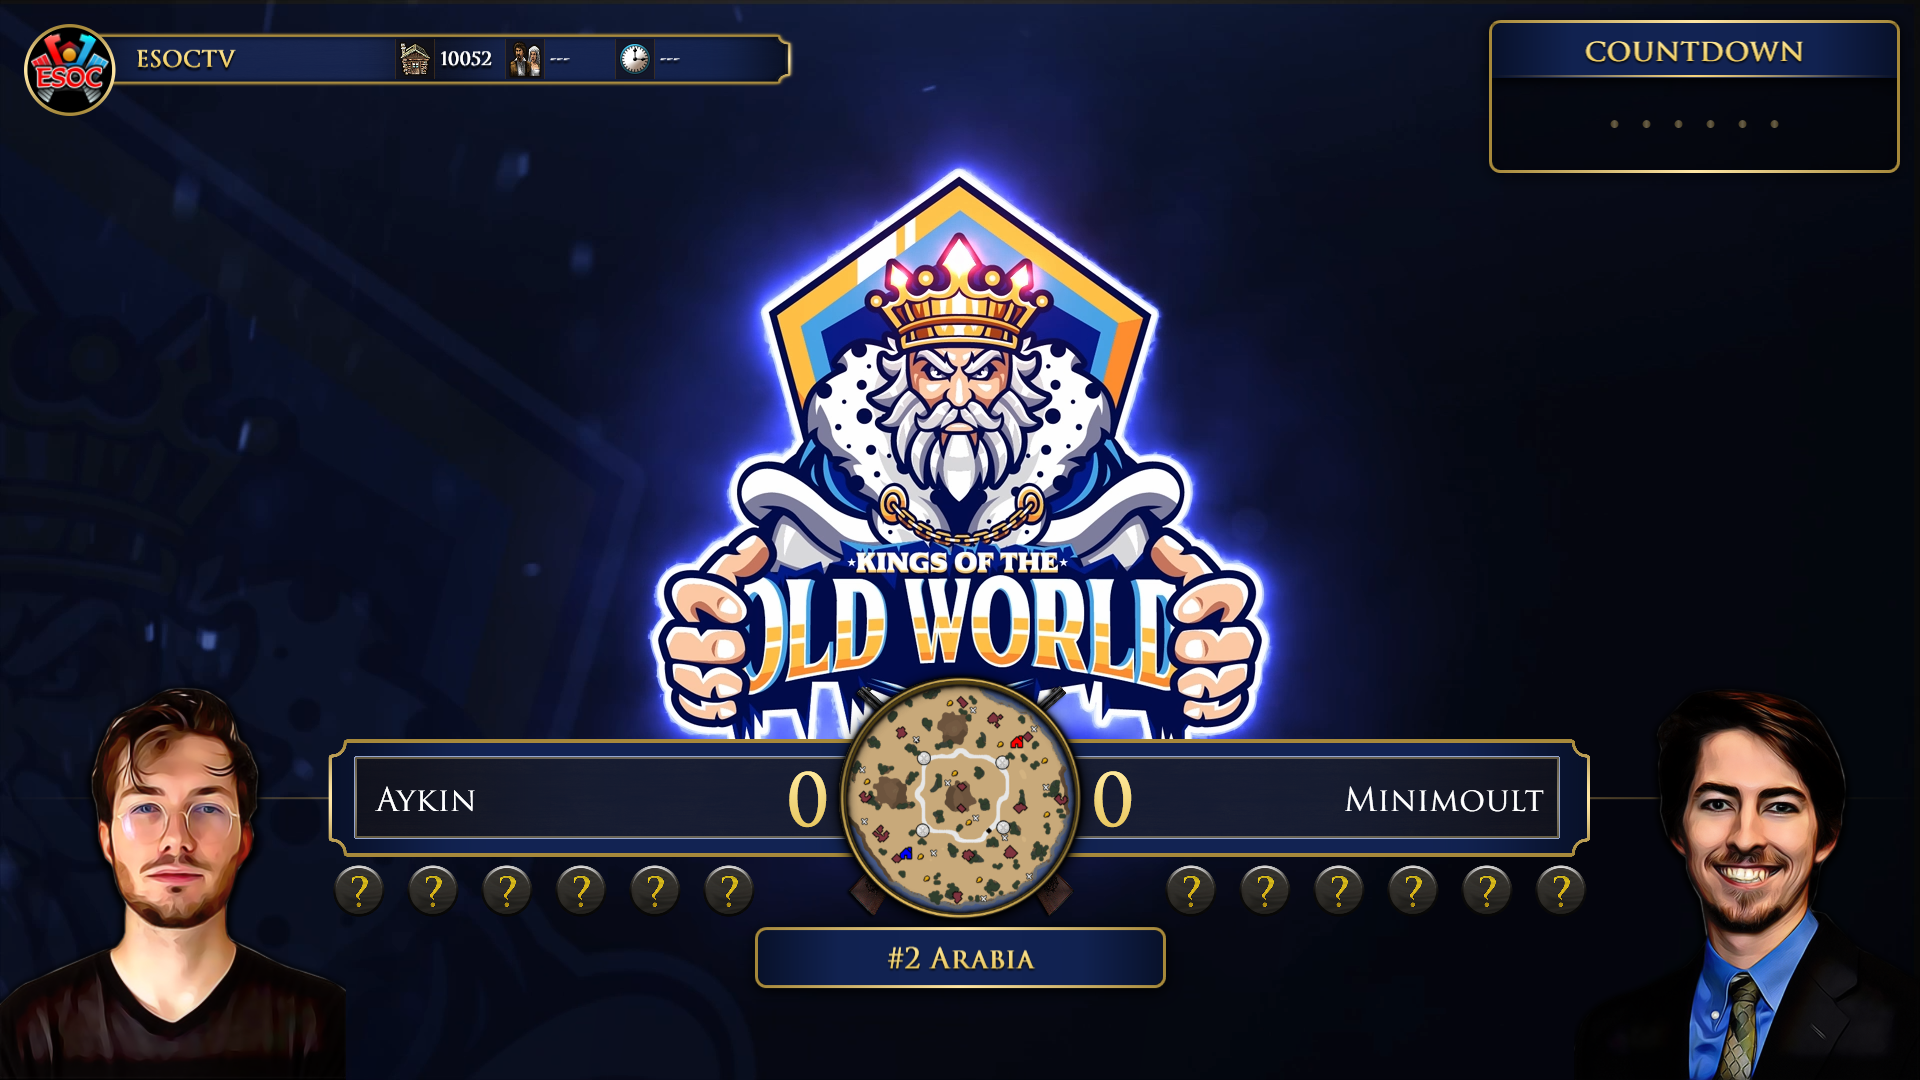 ESOCTV
10052
---
---
ESOC
COUNTDOWN
KINGS OF THE
OLD WORLD
AYKIN
0
0
MINIMOULT
? ? ? ? ? ?
? ? ? ? ? ?
#2 ARABIA